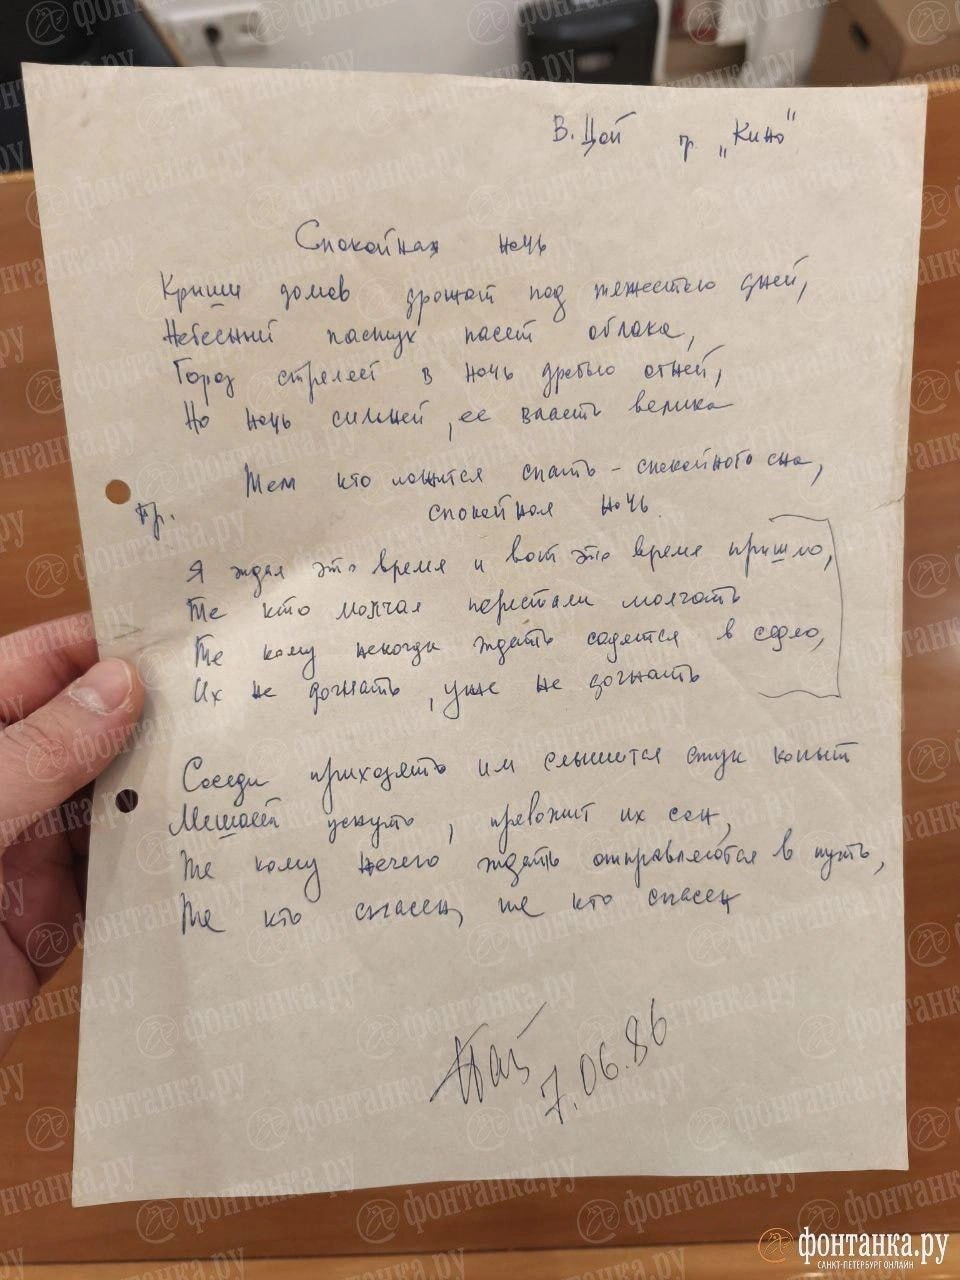 В. Цой гр. „Кино"
Спокойная ночь
Крыши домов дрожат под тяжестью дней,
Небесный пастух пасет облака,
Город стреляет в ночь дробью огней,
Но ночь сильней, ее власть велика
Тем кто ложится спать - спокойного сна,
пр. спокойная ночь.
Я ждал это время и вот это время пришло,
Те кто молчал перестали молчать
Те кому некогда ждать садятся в седло,
Их не догнать, уже не догнать
Соседи приходят им слышится стук копыт
Мешает уснуть, тревожит их сон,
Те кому нечего ждать отправляются в путь,
Те кто спасен, те кто спасен
7.06.86
фонтанка.ру
САНКТ-ПЕТЕРБУРГ ОНЛАЙН